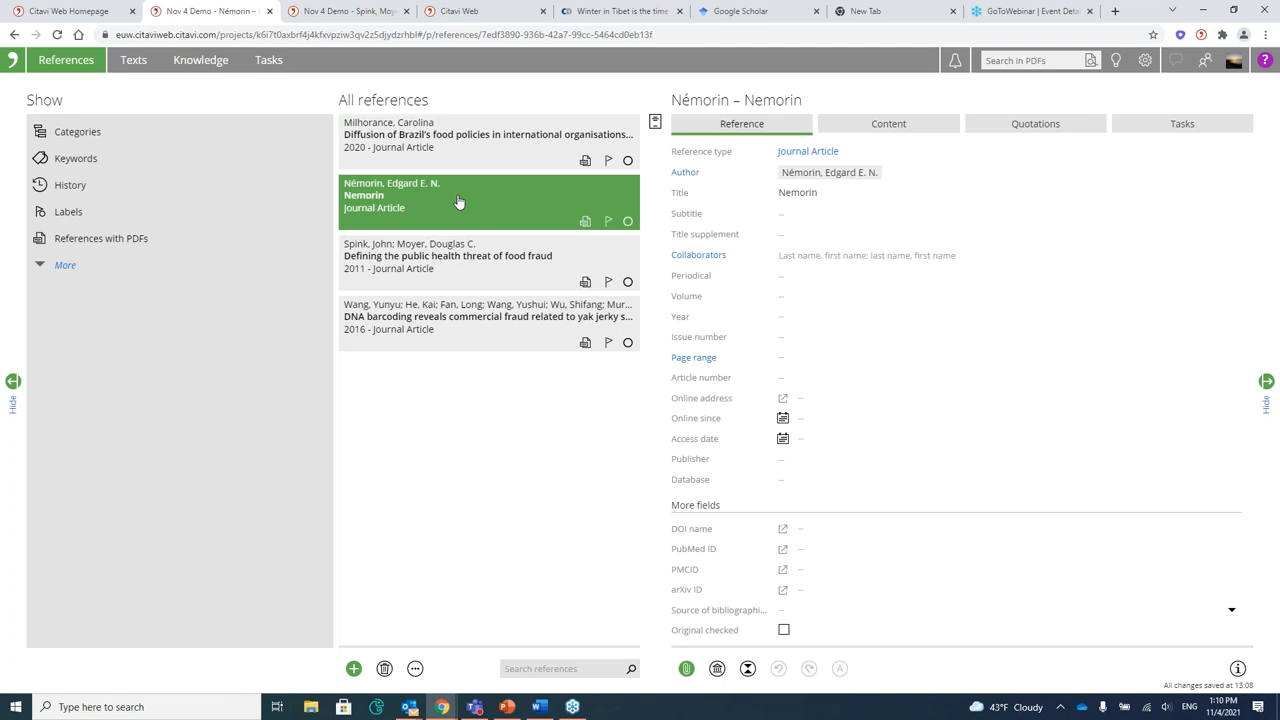 Citavi Homepage
Nov 4 Demo – Némorin – H
Nov 4 Demo - Spink, Moye
Citavi Web
Winter in Tibet the time
Google Scholar
New Tab
GoToWebinar | Event Deta
euw.citaviweb.citavi.com/projects/k6i7t0axbrf4j4kfxvpziw3qv2z5djydzrhbl#/p/references/7edf3890-936b-42a7-99cc-5464cd0eb13f
References
Texts
Knowledge
Tasks
Search in PDFs
Show
All references
Némorin – Nemorin
Categories
Keywords
History
Labels
References with PDFs
More
Milhorance, Carolina
Diffusion of Brazil's food policies in international organisations...
2020 - Journal Article
Némorin, Edgard E. N.
Nemorin
Journal Article
Spink, John; Moyer, Douglas C.
Defining the public health threat of food fraud
2011 - Journal Article
Wang, Yunyu; He, Kai; Fan, Long; Wang, Yushui; Wu, Shifang; Mur...
DNA barcoding reveals commercial fraud related to yak jerky s...
2016 - Journal Article
Reference
Content
Quotations
Tasks
Reference type Journal Article
Author Némorin, Edgard E. N.
Title Nemorin
Subtitle --
Title supplement --
Collaborators Last name, first name; last name, first name
Periodical --
Volume --
Year --
Issue number --
Page range --
Article number --
Online address --
Online since --
Access date --
Publisher --
Database --
More fields
DOI name --
PubMed ID --
PMCID --
arXiv ID --
Source of bibliographi... --
Original checked
Hide
Hide
Search references
All changes saved at 13:08
Type here to search
43°F Cloudy
1:10 PM
11/4/2021